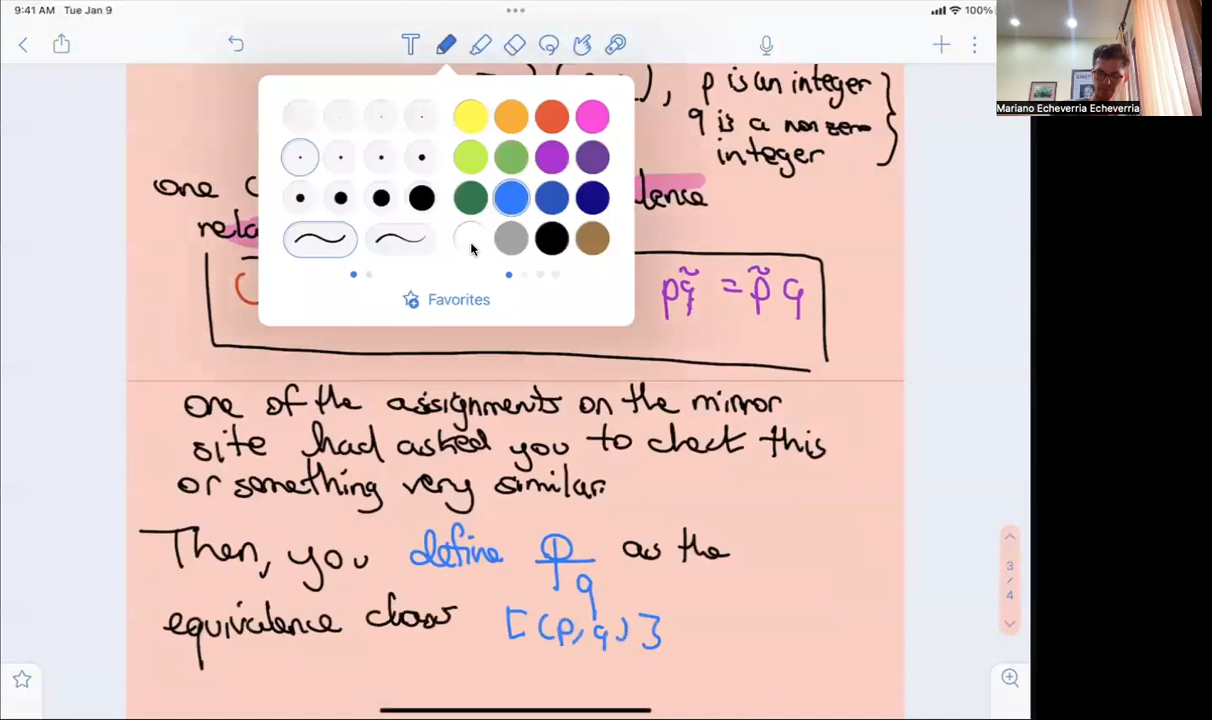 9:41 AM Tue Jan 9
100%
T
Mariano Echeverria Echeverria
), p is an integer
q is a non zero
integer
}
one
lence
rela
Favorites
pq̃ = p̃q
one of the assignments on the mirror
site had asked you to check this
or something very similar.
Then, you define p/q as the
equivalence class [(p,q)]
3
/
4